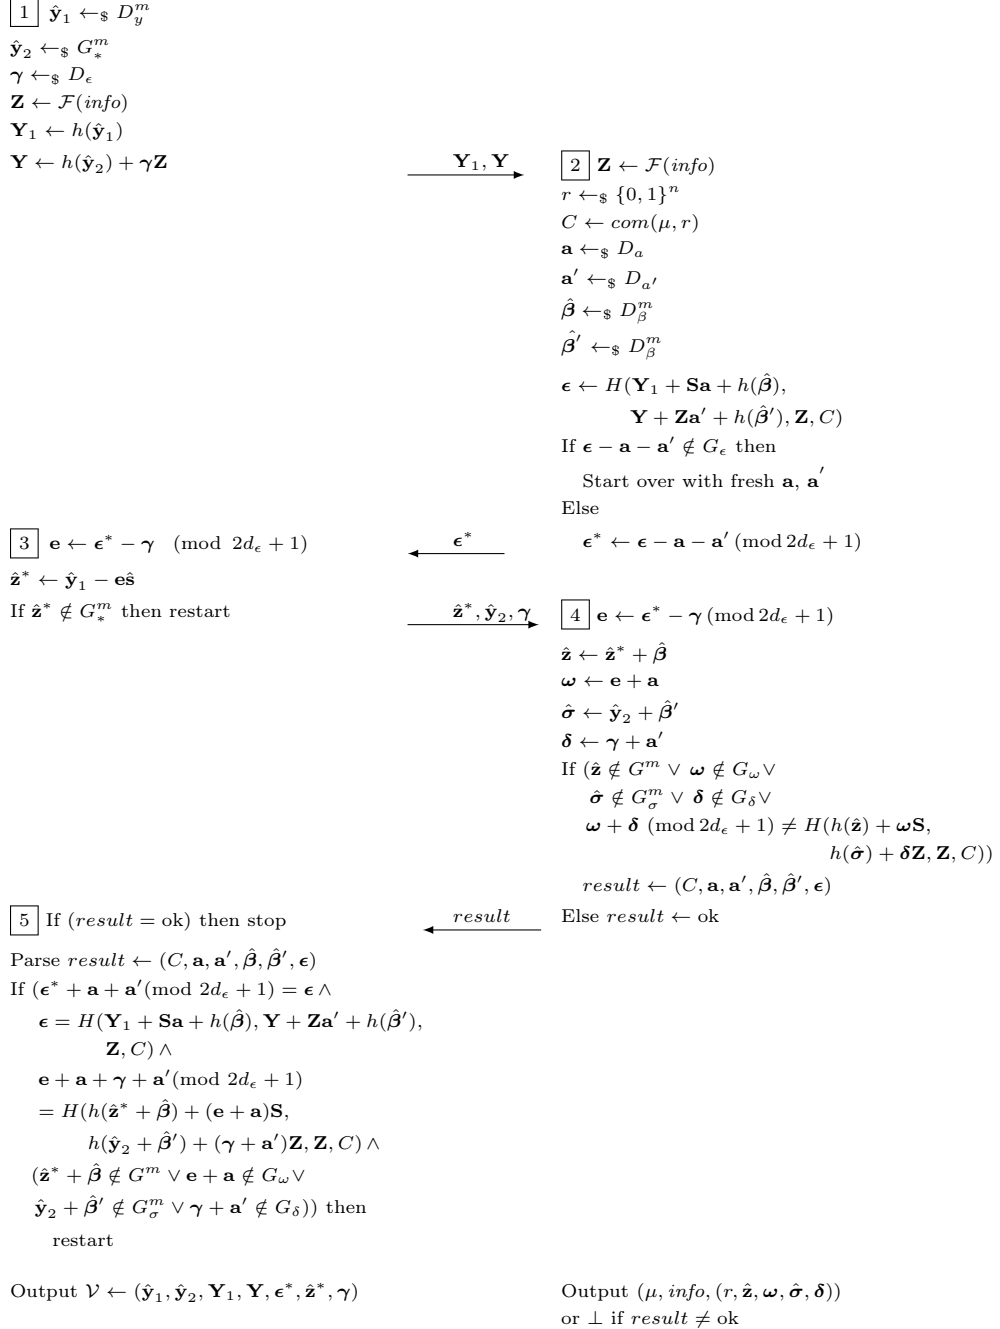 1 ŷ₁ ←$ D_y^m
ŷ₂ ←$ G_*^m
γ ←$ D_ϵ
Z ← F(info)
Y₁ ← h(ŷ₁)
Y ← h(ŷ₂) + γZ
Y₁, Y
2 Z ← F(info)
r ←$ {0, 1}^n
C ← com(μ, r)
a ←$ D_a
a′ ←$ D_a′
β̂ ←$ D_β^m
β̂′ ←$ D_β^m
ϵ ← H(Y₁ + Sa + h(β̂),
Y + Za′ + h(β̂′), Z, C)
If ϵ − a − a′ ∉ G_ϵ then
Start over with fresh a, a′
Else
ϵ* ← ϵ − a − a′ (mod 2d_ϵ + 1)
ϵ*
3 e ← ϵ* − γ (mod 2d_ϵ + 1)
ẑ* ← ŷ₁ − eŝ
If ẑ* ∉ G_*^m then restart
ẑ*, ŷ₂, γ
4 e ← ϵ* − γ (mod 2d_ϵ + 1)
ẑ ← ẑ* + β̂
ω ← e + a
σ̂ ← ŷ₂ + β̂′
δ ← γ + a′
If (ẑ ∉ G^m ∨ ω ∉ G_ω ∨
σ̂ ∉ G_σ^m ∨ δ ∉ G_δ ∨
ω + δ (mod 2d_ϵ + 1) ≠ H(h(ẑ) + ωS,
h(σ̂) + δZ, Z, C))
result ← (C, a, a′, β̂, β̂′, ϵ)
Else result ← ok
result
5 If (result = ok) then stop
Parse result ← (C, a, a′, β̂, β̂′, ϵ)
If (ϵ* + a + a′(mod 2d_ϵ + 1) = ϵ ∧
ϵ = H(Y₁ + Sa + h(β̂), Y + Za′ + h(β̂′),
Z, C) ∧
e + a + γ + a′(mod 2d_ϵ + 1)
= H(h(ẑ* + β̂) + (e + a)S,
h(ŷ₂ + β̂′) + (γ + a′)Z, Z, C) ∧
(ẑ* + β̂ ∉ G^m ∨ e + a ∉ G_ω ∨
ŷ₂ + β̂′ ∉ G_σ^m ∨ γ + a′ ∉ G_δ)) then
restart
Output V ← (ŷ₁, ŷ₂, Y₁, Y, ϵ*, ẑ*, γ)
Output (μ, info, (r, ẑ, ω, σ̂, δ))
or ⊥ if result ≠ ok